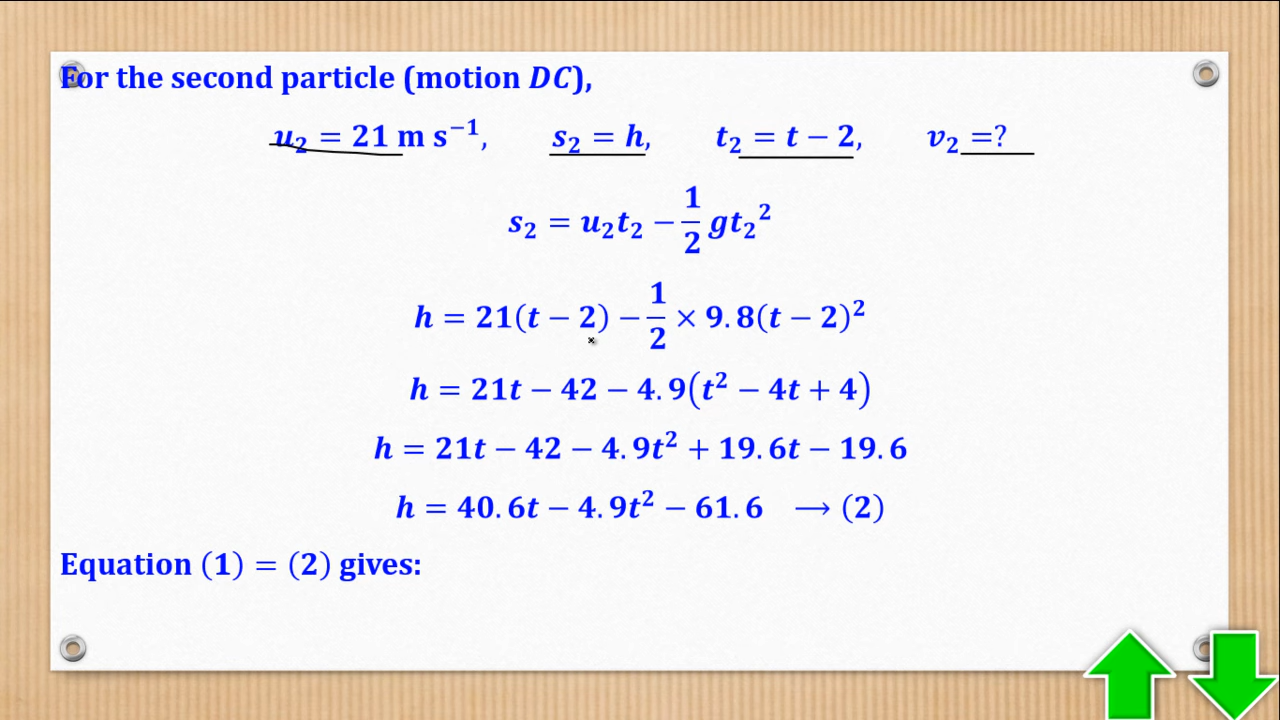 For the second particle (motion DC),
u₂ = 21 m s⁻¹, s₂ = h, t₂ = t − 2, v₂ =?
s₂ = u₂t₂ − 1/2 gt₂²
h = 21(t − 2) − 1/2 × 9.8(t − 2)²
h = 21t − 42 − 4.9(t² − 4t + 4)
h = 21t − 42 − 4.9t² + 19.6t − 19.6
h = 40.6t − 4.9t² − 61.6 → (2)
Equation (1) = (2) gives: